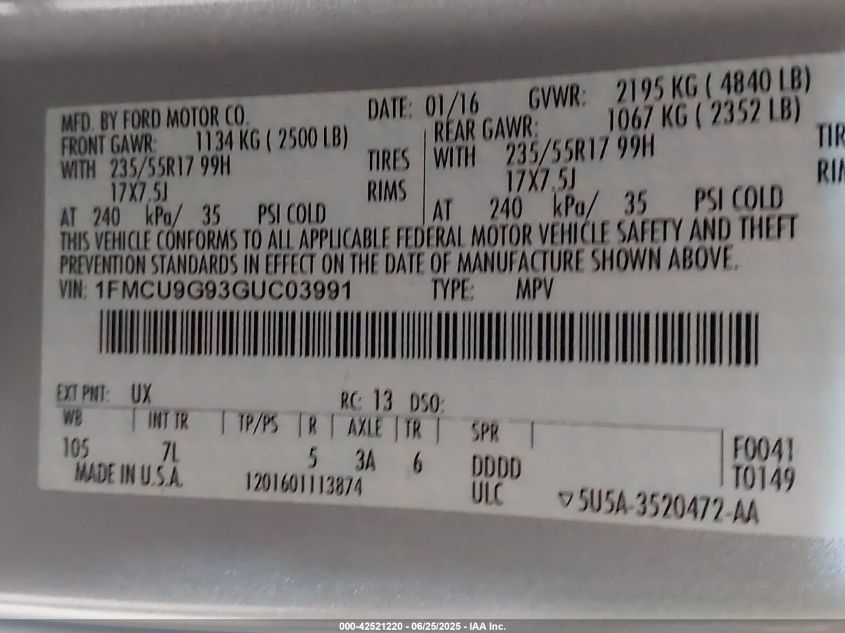 MFD. BY FORD MOTOR CO. DATE: 01/16 GVWR: 2195 KG ( 4840 LB)
FRONT GAWR: 1134 KG ( 2500 LB) REAR GAWR: 1067 KG ( 2352 LB)
WITH 235/55R17 99H TIRES WITH 235/55R17 99H TIR
17X7.5J RIMS 17X7.5J RIM
AT 240 kPa/ 35 PSI COLD AT 240 kPa/ 35 PSI COLD
THIS VEHICLE CONFORMS TO ALL APPLICABLE FEDERAL MOTOR VEHICLE SAFETY AND THEFT
PREVENTION STANDARDS IN EFFECT ON THE DATE OF MANUFACTURE SHOWN ABOVE.
VIN: 1FMCU9G93GUC03991 TYPE: MPV
EXT PNT: UX RC: 13 DSO:
WB INT TR TP/PS R AXLE TR SPR
105 7L 5 3A 6 DDDD F0041
MADE IN U.S.A. 1201601113874 ULC T0149
▽5U5A-3520472-AA
000-42521220 - 06/25/2025 - IAA Inc.